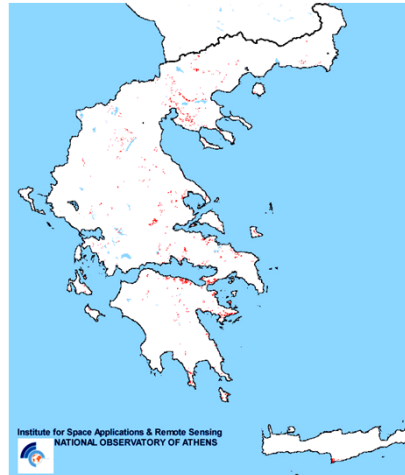 Institute for Space Applications & Remote Sensing
NATIONAL OBSERVATORY OF ATHENS